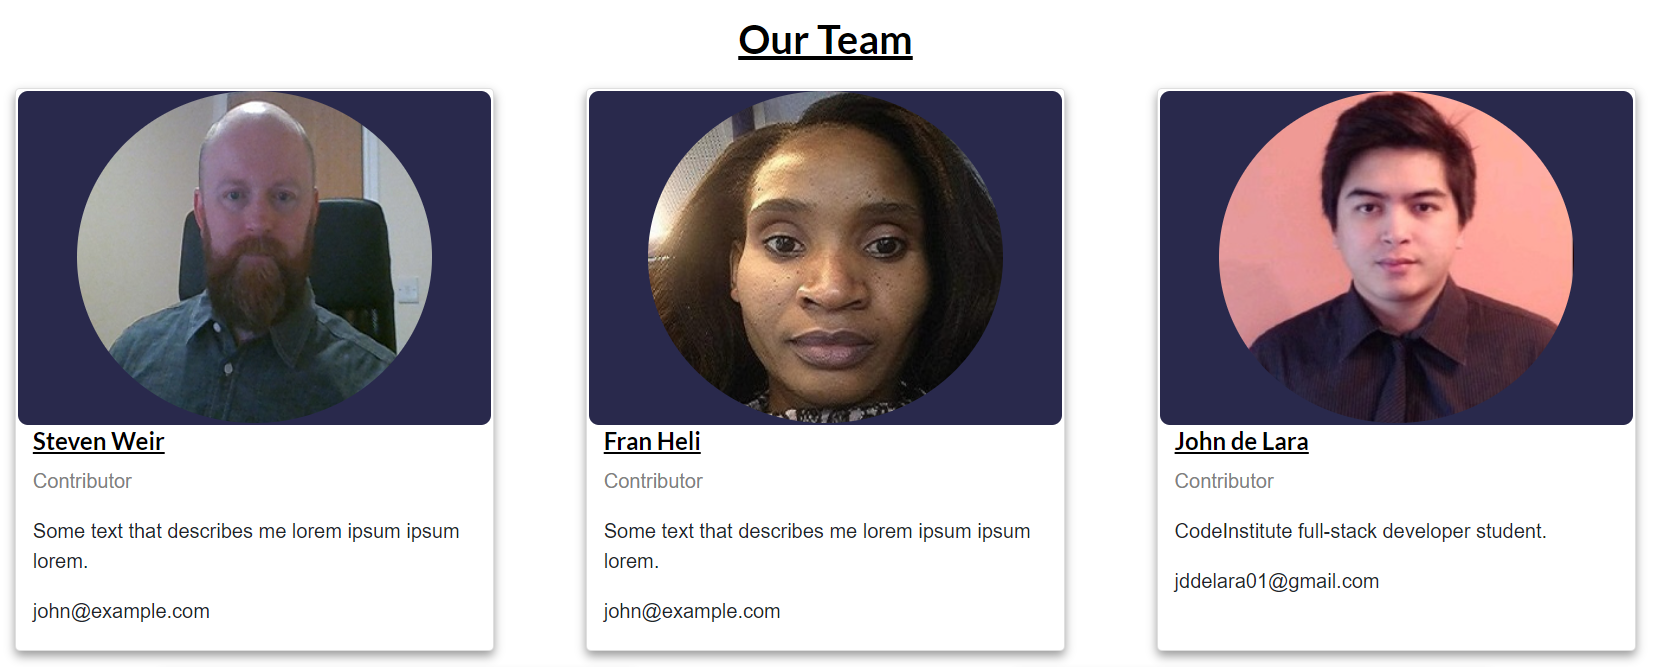 Our Team
Steven Weir
Contributor
Some text that describes me lorem ipsum ipsum
lorem.
john@example.com
Fran Heli
Contributor
Some text that describes me lorem ipsum ipsum
lorem.
john@example.com
John de Lara
Contributor
CodeInstitute full-stack developer student.
jddelara01@gmail.com